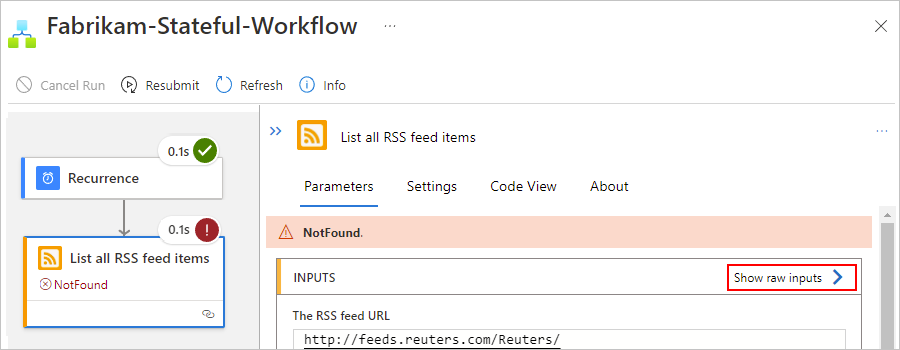 Fabrikam-Stateful-Workflow ...
Cancel Run Resubmit Refresh Info
0.1s
Recurrence
0.1s
List all RSS feed items
NotFound
List all RSS feed items ...
Parameters Settings Code View About
NotFound.
INPUTS Show raw inputs
The RSS feed URL
http://feeds.reuters.com/Reuters/